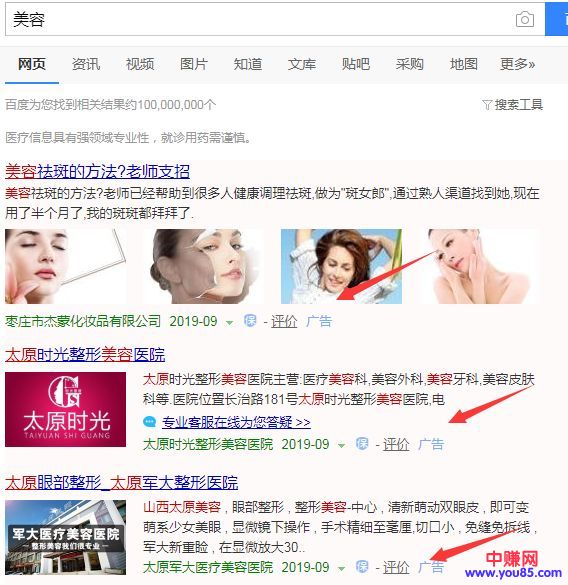 美容
网页 资讯 视频 图片 知道 文库 贴吧 采购 地图 更多»
百度为您找到相关结果约100,000,000个 搜索工具
医疗信息具有强领域专业性，就诊用药需谨慎。
美容祛斑的方法?老师支招
美容祛斑的方法?老师已经帮助到很多人健康调理祛斑,做为"斑女郎",通过熟人渠道找到她,现在
用了半个月了,我的斑斑都拜拜了.
枣庄市杰蒙化妆品有限公司 2019-09 保 - 评价 广告
太原时光整形美容医院
太原时光
TAIYUAN SHI GUANG
太原时光整形美容医院主营:医疗美容科,美容外科,美容牙科,美容皮肤
科等.医院位置长治路181号太原时光整形美容医院,电
专业客服在线为您答疑 >>
太原时光整形美容医院 2019-09 保 - 评价 广告
太原眼部整形_太原军大整形医院
军大医疗美容医院
整形美容我们很专业
山西太原美容 , 眼部整形 , 整形美容-中心 , 清新萌动双眼皮 , 即可变
萌系少女美眼 , 显微镜下操作 , 手术精细至毫厘,切口小 , 免缝免拆线 ,
军大新重睑 , 在显微放大30..
太原军大医疗美容医院 2019-09 保 - 评价 广告
中赚网
www.you85.com